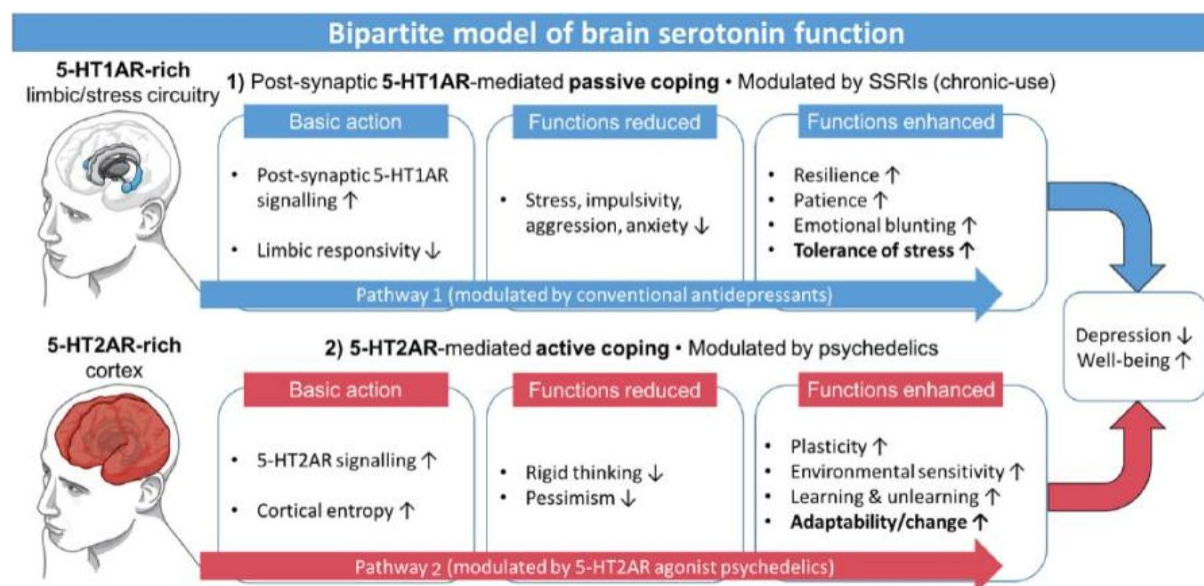 Bipartite model of brain serotonin function
5-HT1AR-rich
limbic/stress circuitry
1) Post-synaptic 5-HT1AR-mediated passive coping • Modulated by SSRIs (chronic-use)
Basic action
• Post-synaptic 5-HT1AR
signalling ↑
• Limbic responsivity ↓
Functions reduced
• Stress, impulsivity,
aggression, anxiety ↓
Functions enhanced
• Resilience ↑
• Patience ↑
• Emotional blunting ↑
• Tolerance of stress ↑
Pathway 1 (modulated by conventional antidepressants)
5-HT2AR-rich
cortex
2) 5-HT2AR-mediated active coping • Modulated by psychedelics
Basic action
• 5-HT2AR signalling ↑
• Cortical entropy ↑
Functions reduced
• Rigid thinking ↓
• Pessimism ↓
Functions enhanced
• Plasticity ↑
• Environmental sensitivity ↑
• Learning & unlearning ↑
• Adaptability/change ↑
Pathway 2 (modulated by 5-HT2AR agonist psychedelics)
Depression ↓
Well-being ↑